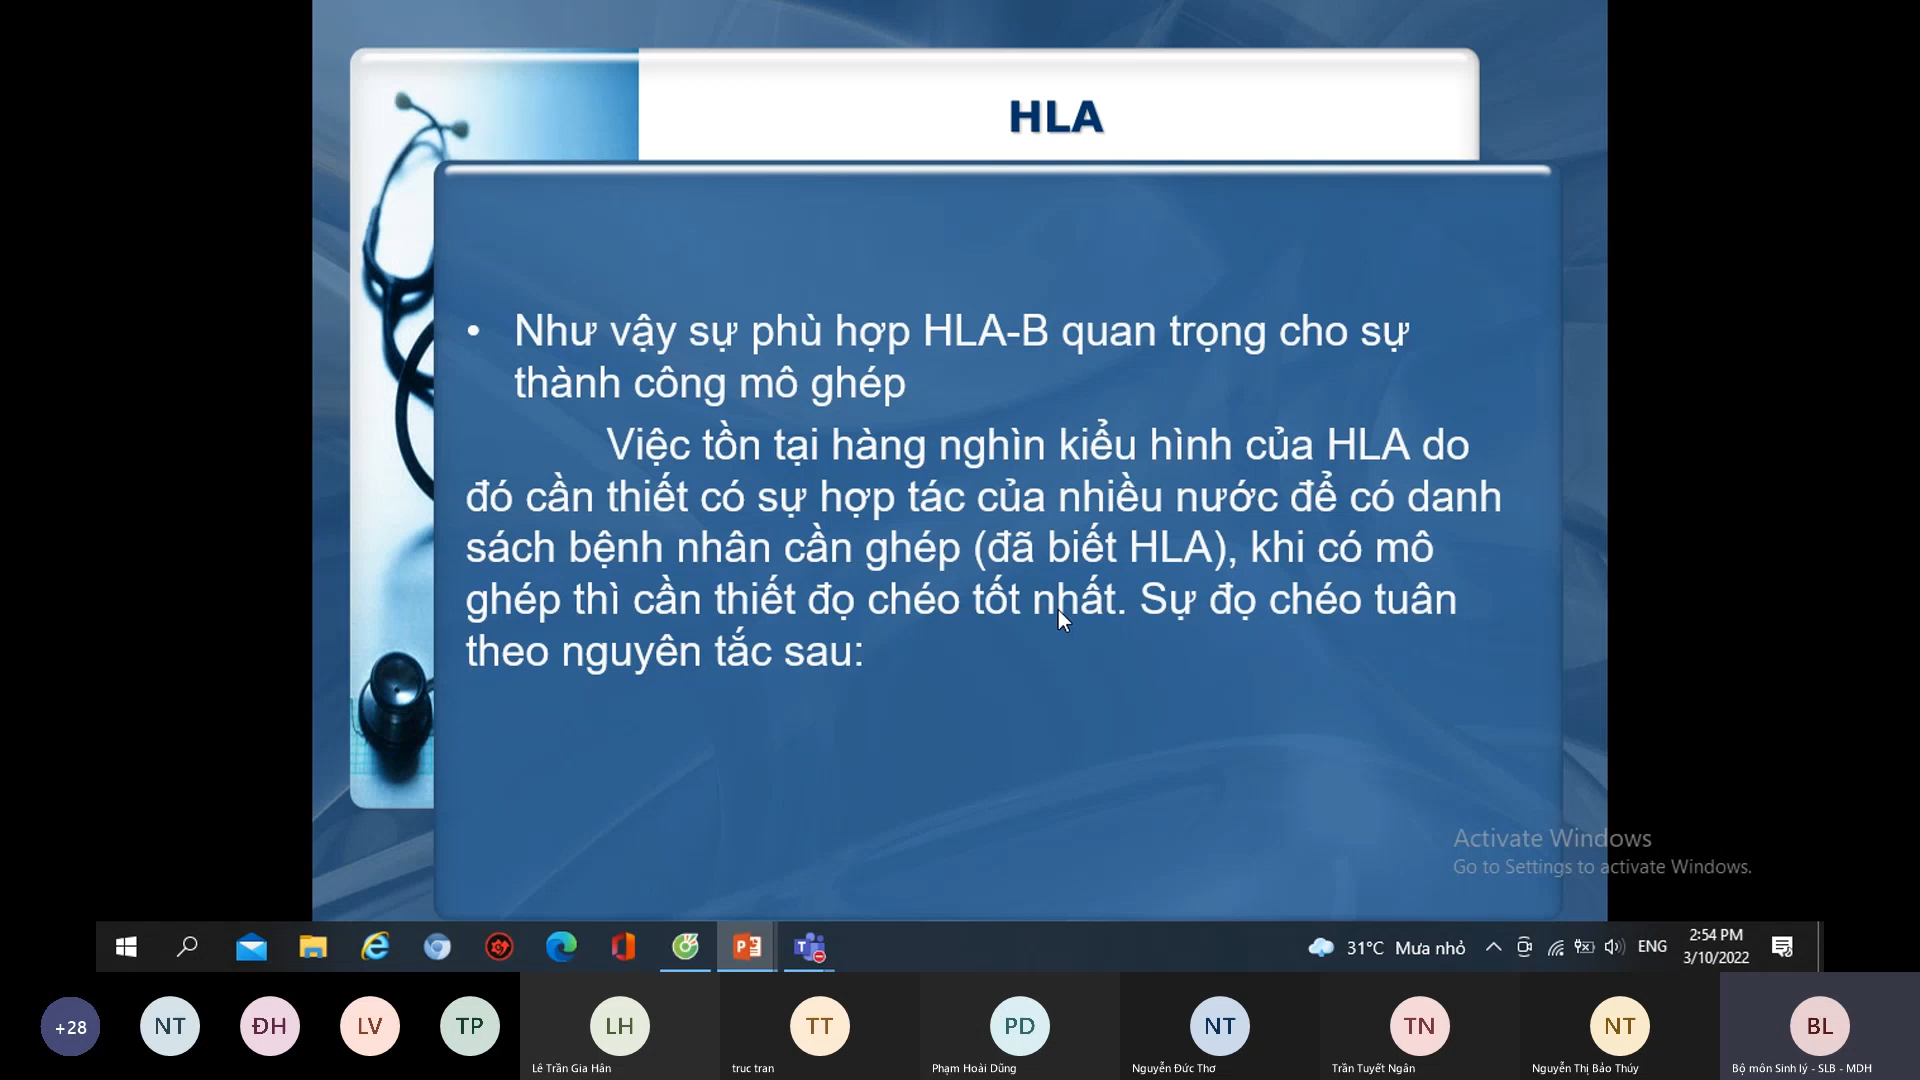 HLA
• Như vậy sự phù hợp HLA-B quan trọng cho sự
thành công mô ghép
Việc tồn tại hàng nghìn kiểu hình của HLA do
đó cần thiết có sự hợp tác của nhiều nước để có danh
sách bệnh nhân cần ghép (đã biết HLA), khi có mô
ghép thì cần thiết đọ chéo tốt nhất. Sự đọ chéo tuân
theo nguyên tắc sau:
Activate Windows
Go to Settings to activate Windows.
31°C Mưa nhỏ
ENG
2:54 PM
3/10/2022
+28
NT
ĐH
LV
TP
LH
TT
PD
NT
TN
NT
BL
Lê Trần Gia Hân
truc tran
Phạm Hoài Dũng
Nguyễn Đức Thơ
Trần Tuyết Ngân
Nguyễn Thị Bảo Thúy
Bộ môn Sinh lý - SLB - MDH